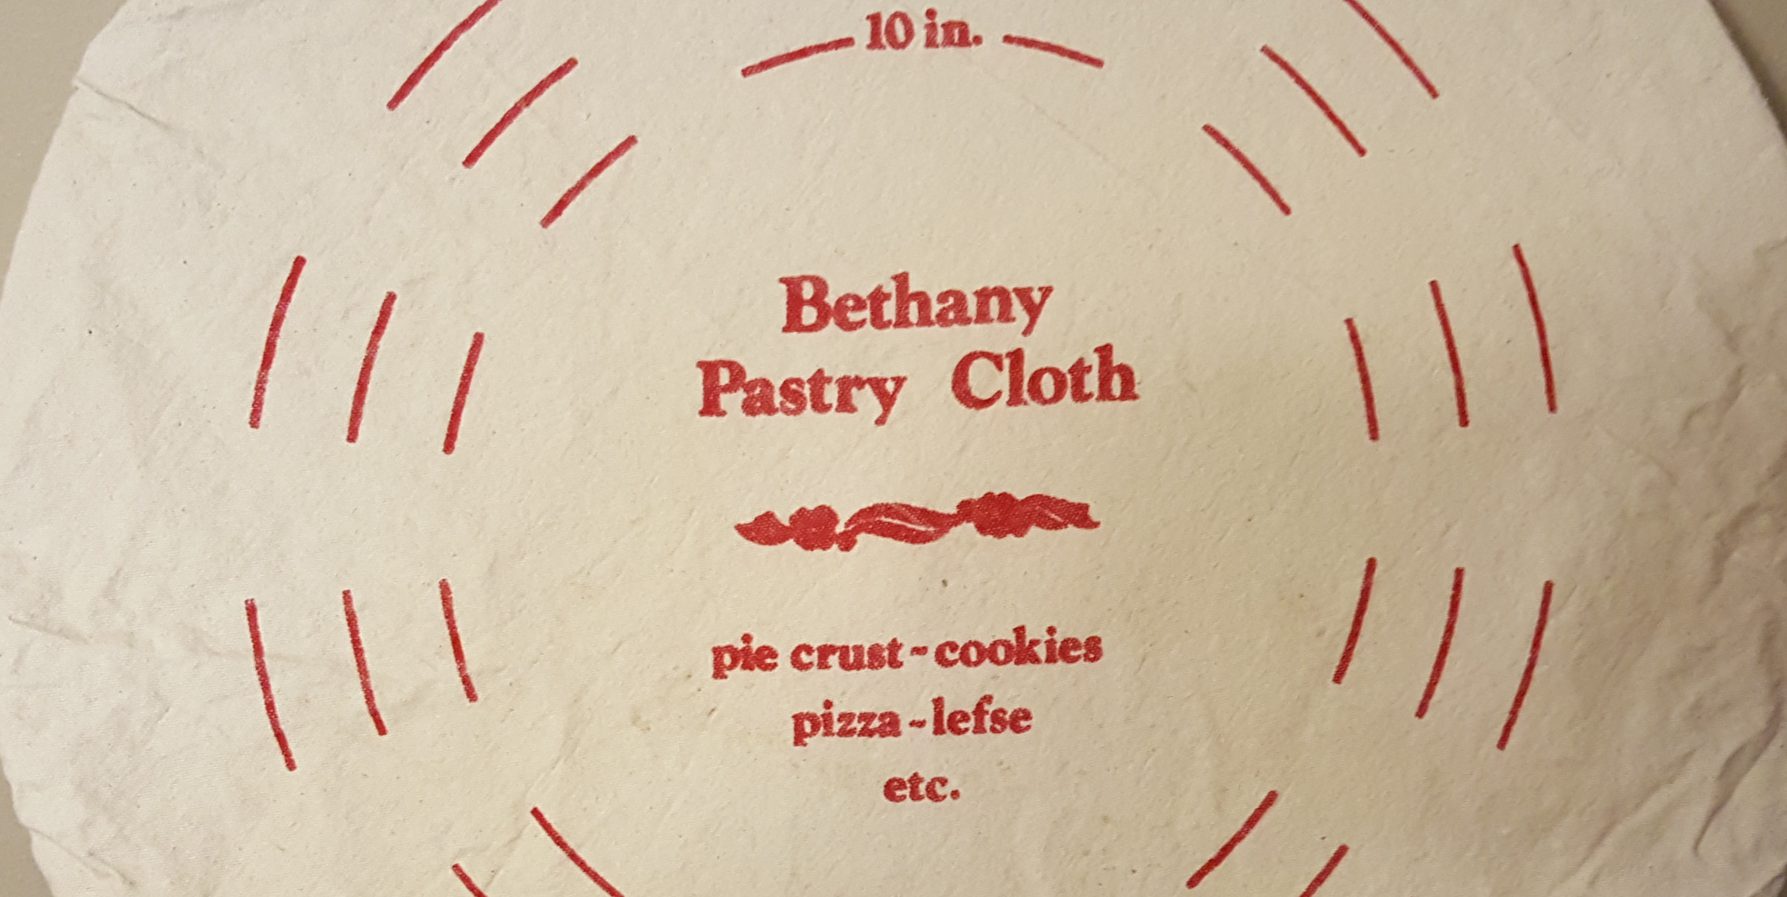 10 in.
Bethany
Pastry Cloth
pie crust~cookies
pizza~lefse
etc.